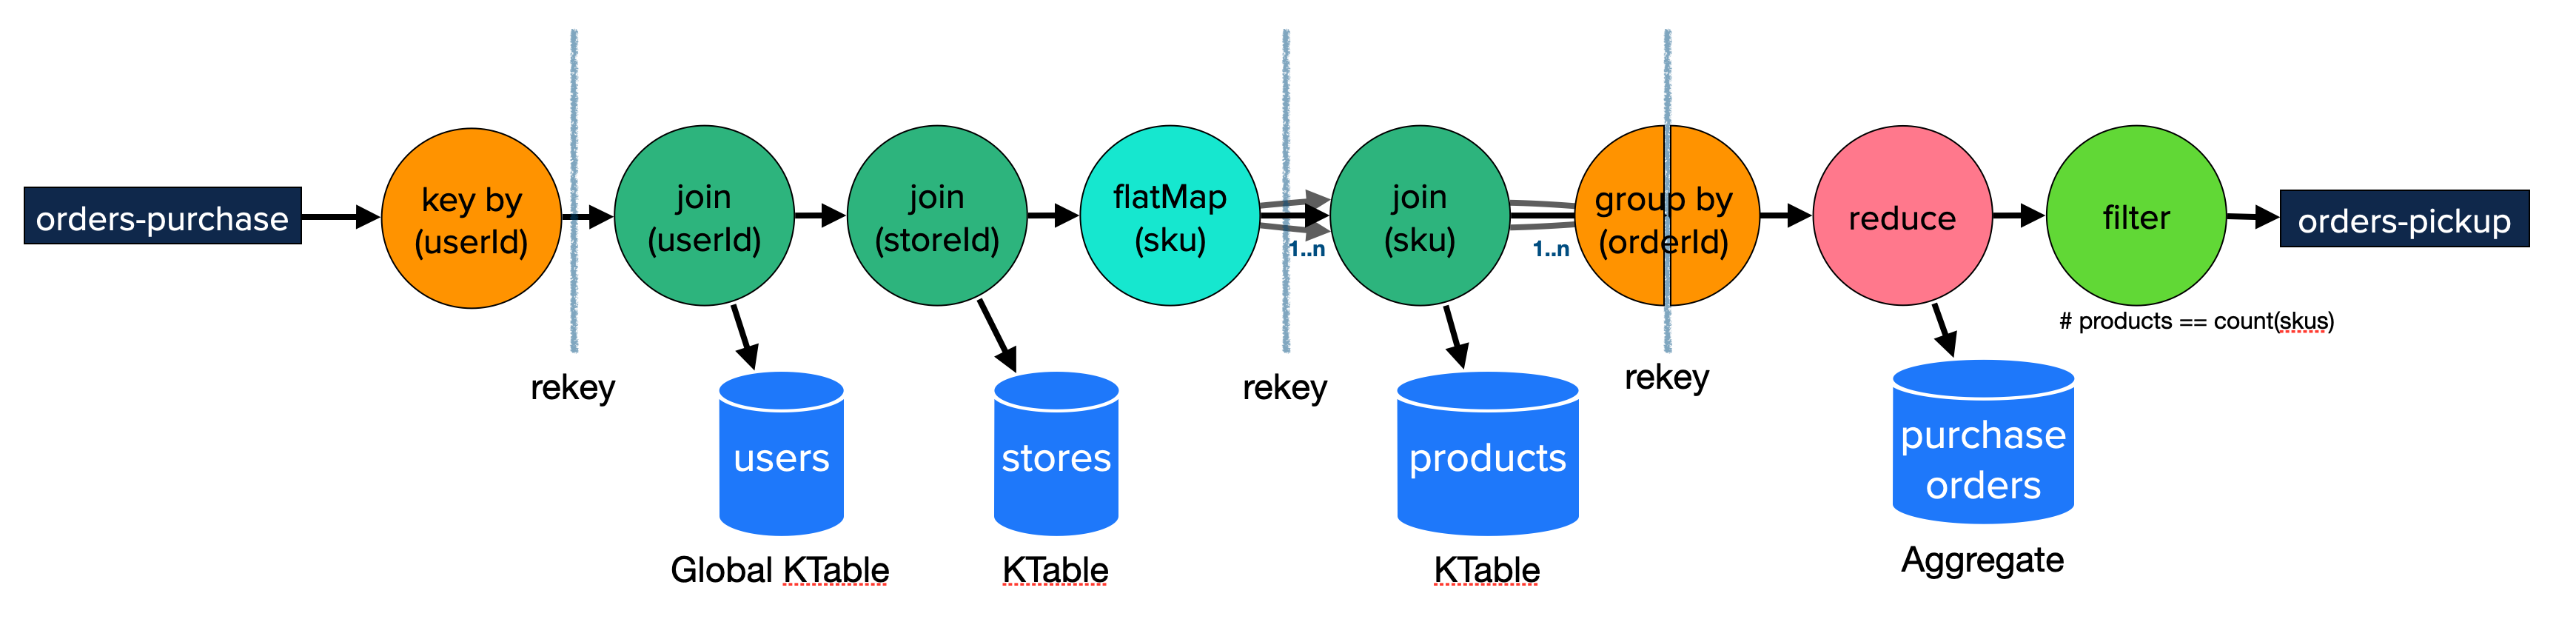 orders-purchase
key by
(userId)
rekey
join
(userId)
users
Global KTable
join
(storeId)
stores
KTable
flatMap
(sku)
1..n
rekey
join
(sku)
products
KTable
1..n
group by
(orderId)
rekey
reduce
purchase
orders
Aggregate
filter
# products == count(skus)
orders-pickup